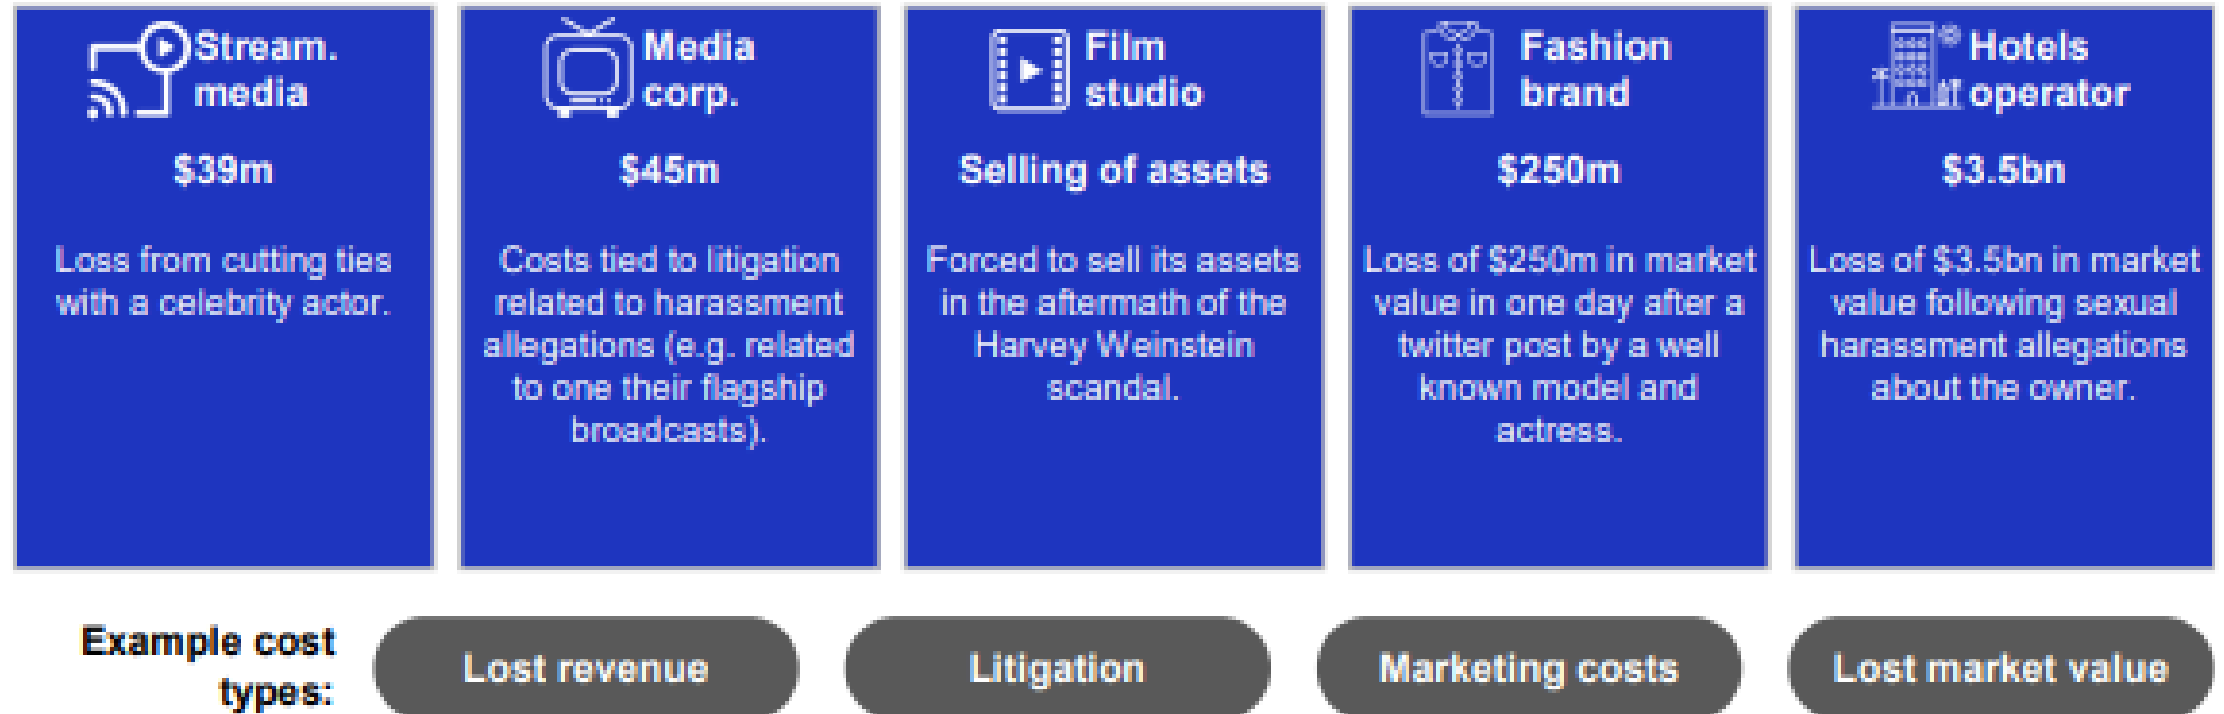 Stream.
media
$39m
Loss from cutting ties
with a celebrity actor.
Media
corp.
$45m
Costs tied to litigation
related to harassment
allegations (e.g. related
to one their flagship
broadcasts).
Film
studio
Selling of assets
Forced to sell its assets
in the aftermath of the
Harvey Weinstein
scandal.
Fashion
brand
$250m
Loss of $250m in market
value in one day after a
twitter post by a well
known model and
actress.
Hotels
operator
$3.5bn
Loss of $3.5bn in market
value following sexual
harassment allegations
about the owner.
Example cost
types:
Lost revenue
Litigation
Marketing costs
Lost market value